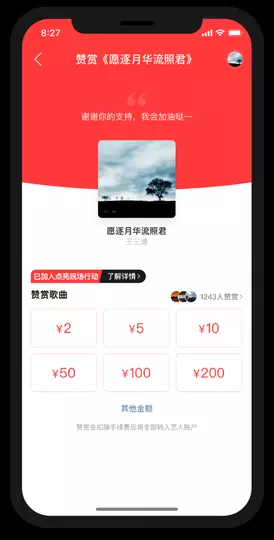 8:27
赞赏《愿逐月华流照君》
谢谢你的支持，我会加油哒~
愿逐月华流照君
王三溥
已加入点亮现场行动 了解详情>
赞赏歌曲 1243人赞赏>
¥2 ¥5 ¥10
¥50 ¥100 ¥200
其他金额
赞赏金扣除手续费后将全部转入艺人账户